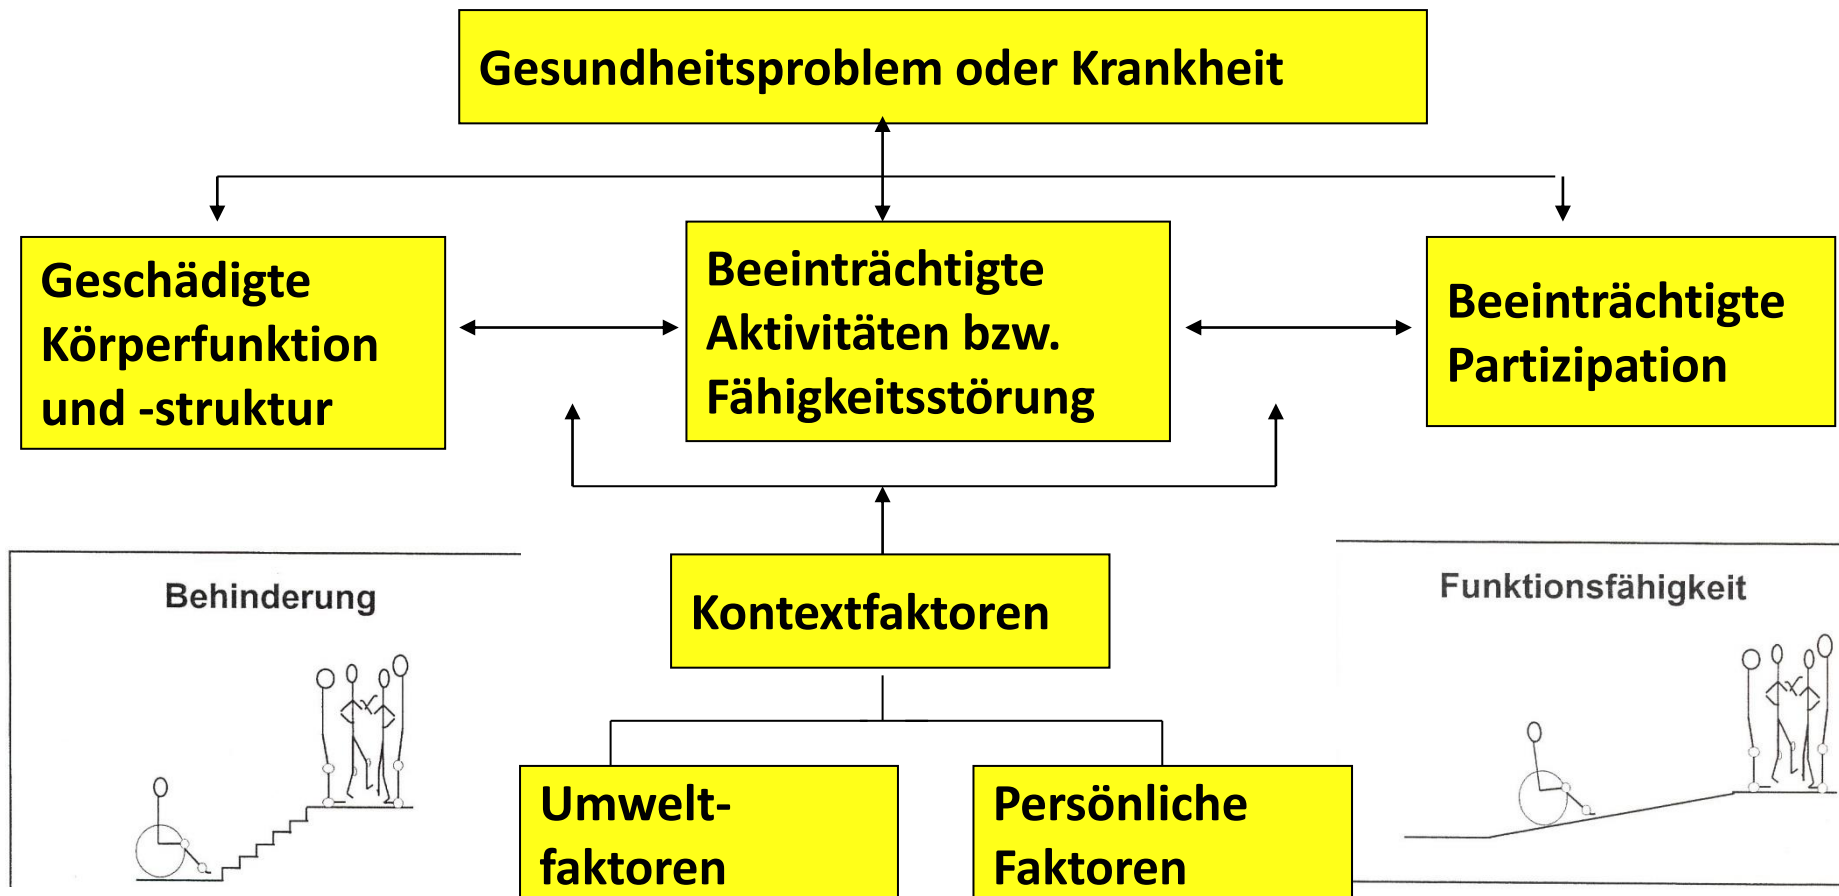 Gesundheitsproblem oder Krankheit
Geschädigte
Körperfunktion
und -struktur
Beeinträchtigte
Aktivitäten bzw.
Fähigkeitsstörung
Beeinträchtigte
Partizipation
Behinderung
Kontextfaktoren
Funktionsfähigkeit
Umwelt-
faktoren
Persönliche
Faktoren